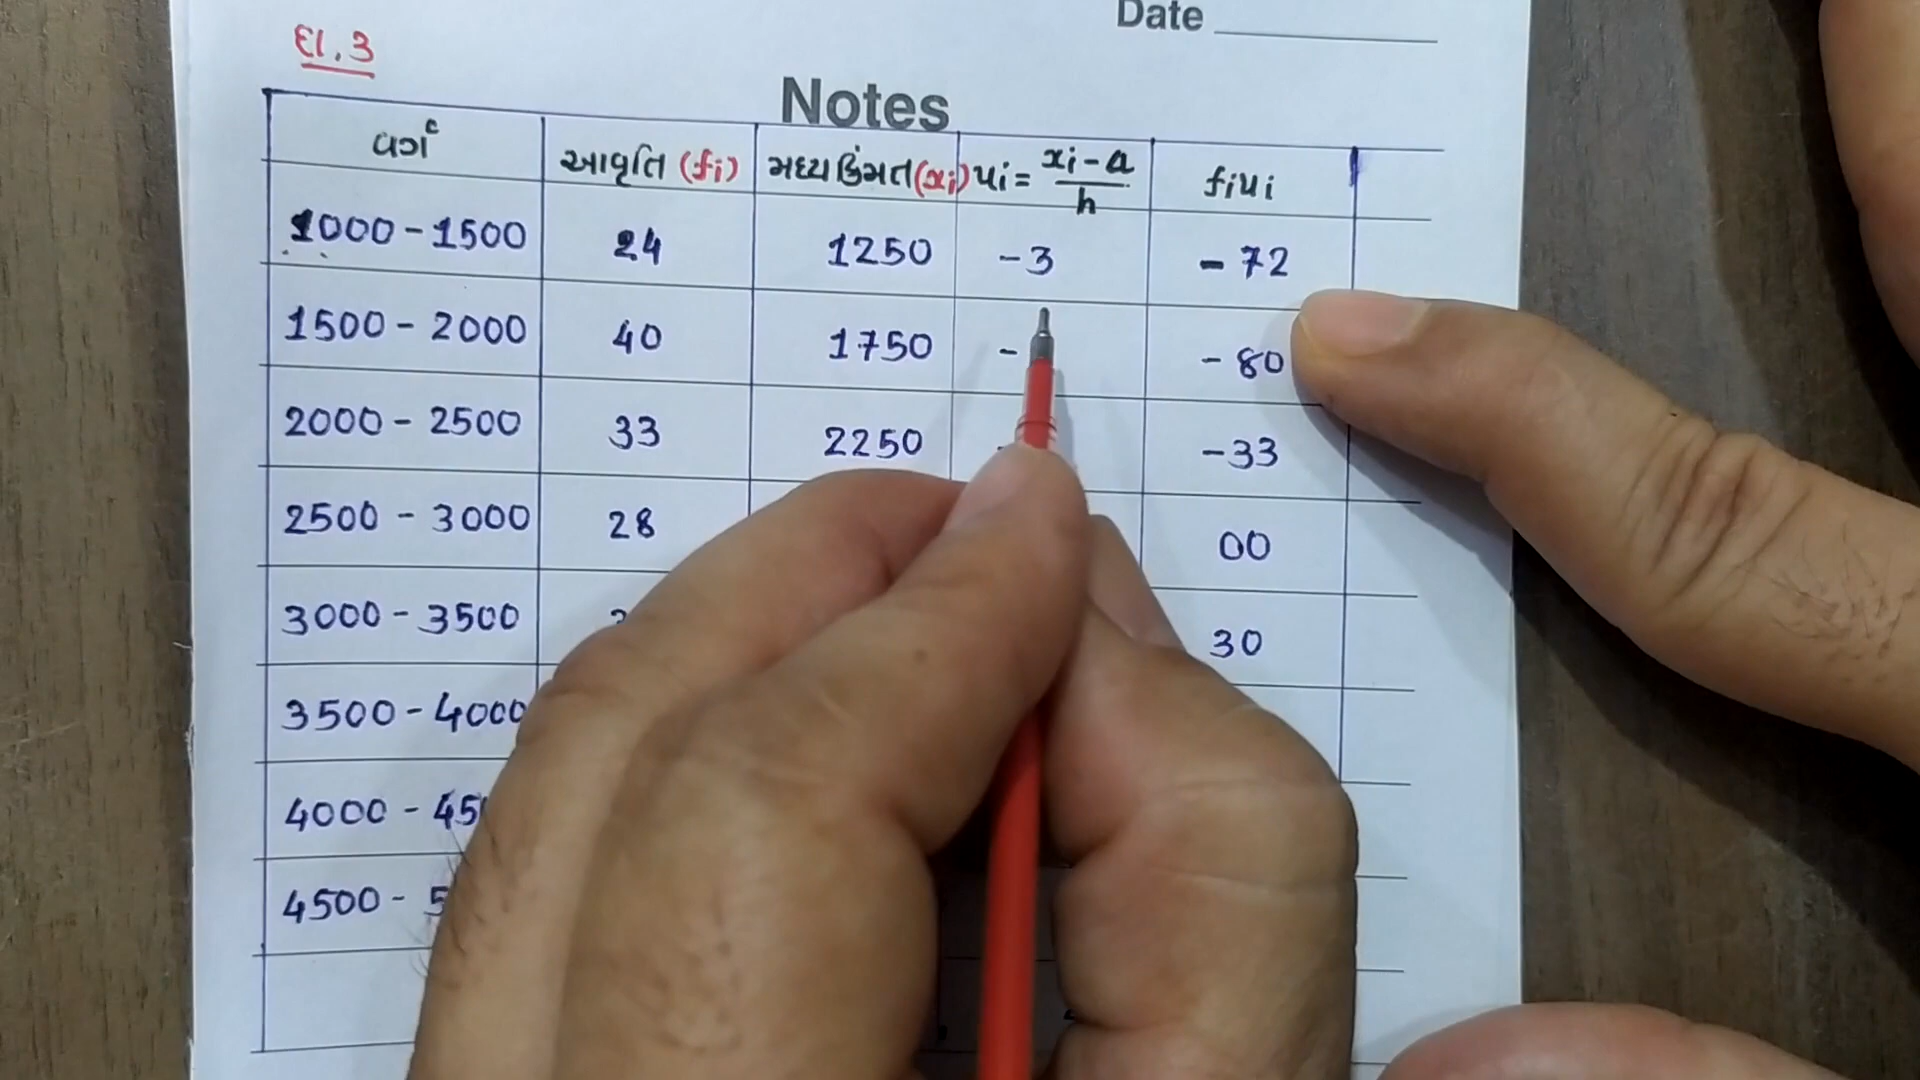 Date
દા.3
Notes
વર્ગ આવૃતિ (fi) મધ્યકિંમત (xi) ui = xi - a / h fiui
1000 - 1500 24 1250 -3 - 72
1500 - 2000 40 1750 - - 80
2000 - 2500 33 2250 - -33
2500 - 3000 28 00
3000 - 3500 30
3500 - 4000
4000 - 45
4500 - 5